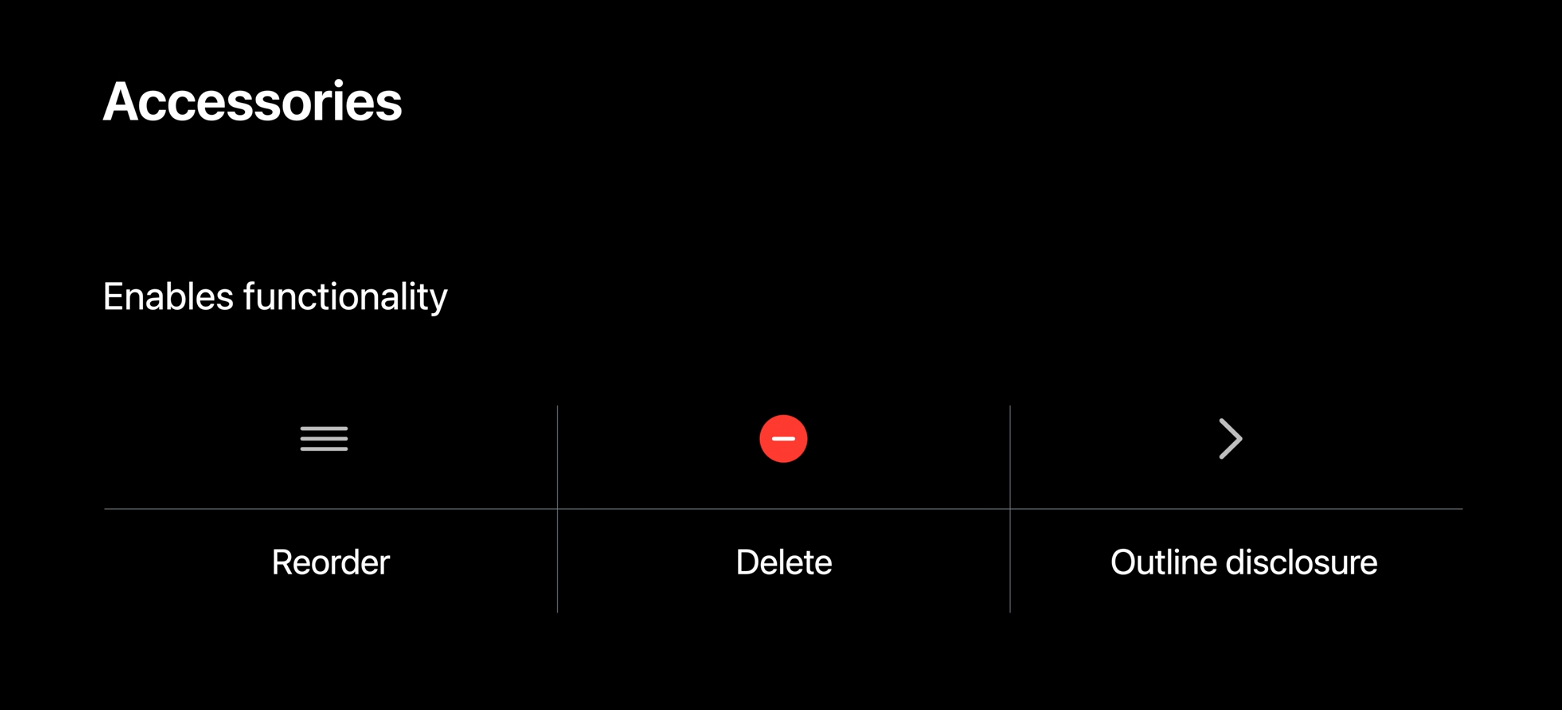 Accessories
Enables functionality
Reorder
Delete
Outline disclosure